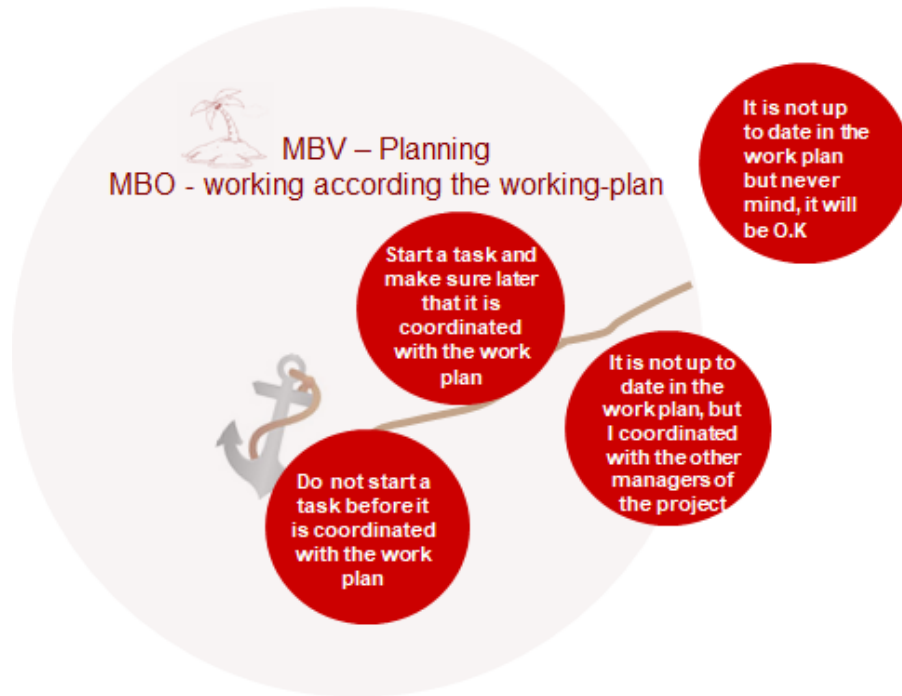 MBV – Planning
MBO - working according the working-plan
It is not up
to date in the
work plan
but never
mind, it will
be O.K
Start a task and
make sure later
that it is
coordinated
with the work
plan
It is not up to
date in the
work plan, but
I coordinated
with the other
managers of
the project
Do not start a
task before it
is coordinated
with the work
plan